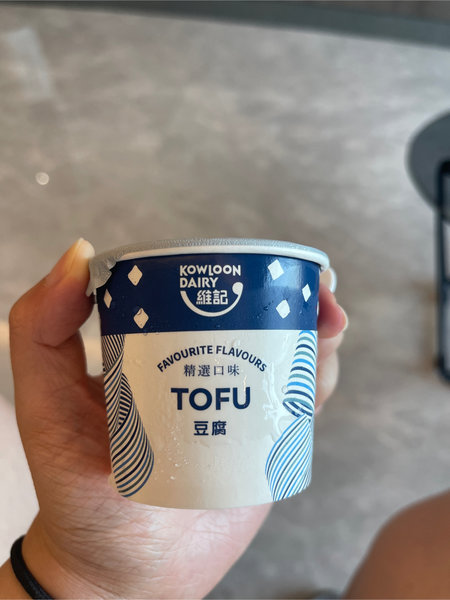 KOWLOON
DAIRY
維記
FAVOURITE FLAVOURS
精選口味
TOFU
豆腐